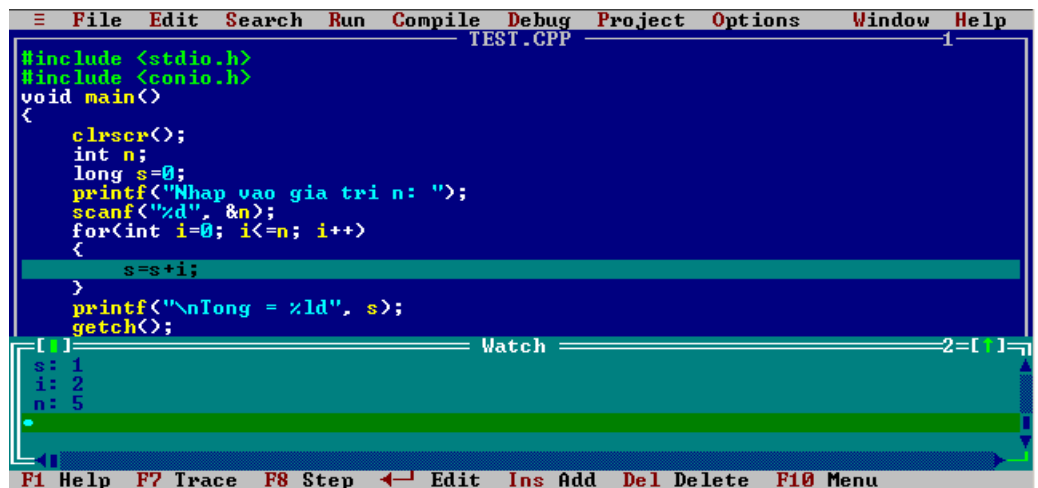 ≡ File Edit Search Run Compile Debug Project Options Window Help
TEST.CPP 1
#include <stdio.h>
#include <conio.h>
void main()
{
clrscr();
int n;
long s=0;
printf("Nhap vao gia tri n: ");
scanf("%d", &n);
for(int i=0; i<=n; i++)
{
s=s+i;
}
printf("\nTong = %ld", s);
getch();
[▮] Watch 2=[↑]
s: 1
i: 2
n: 5
F1 Help F7 Trace F8 Step ◄┘ Edit Ins Add Del Delete F10 Menu